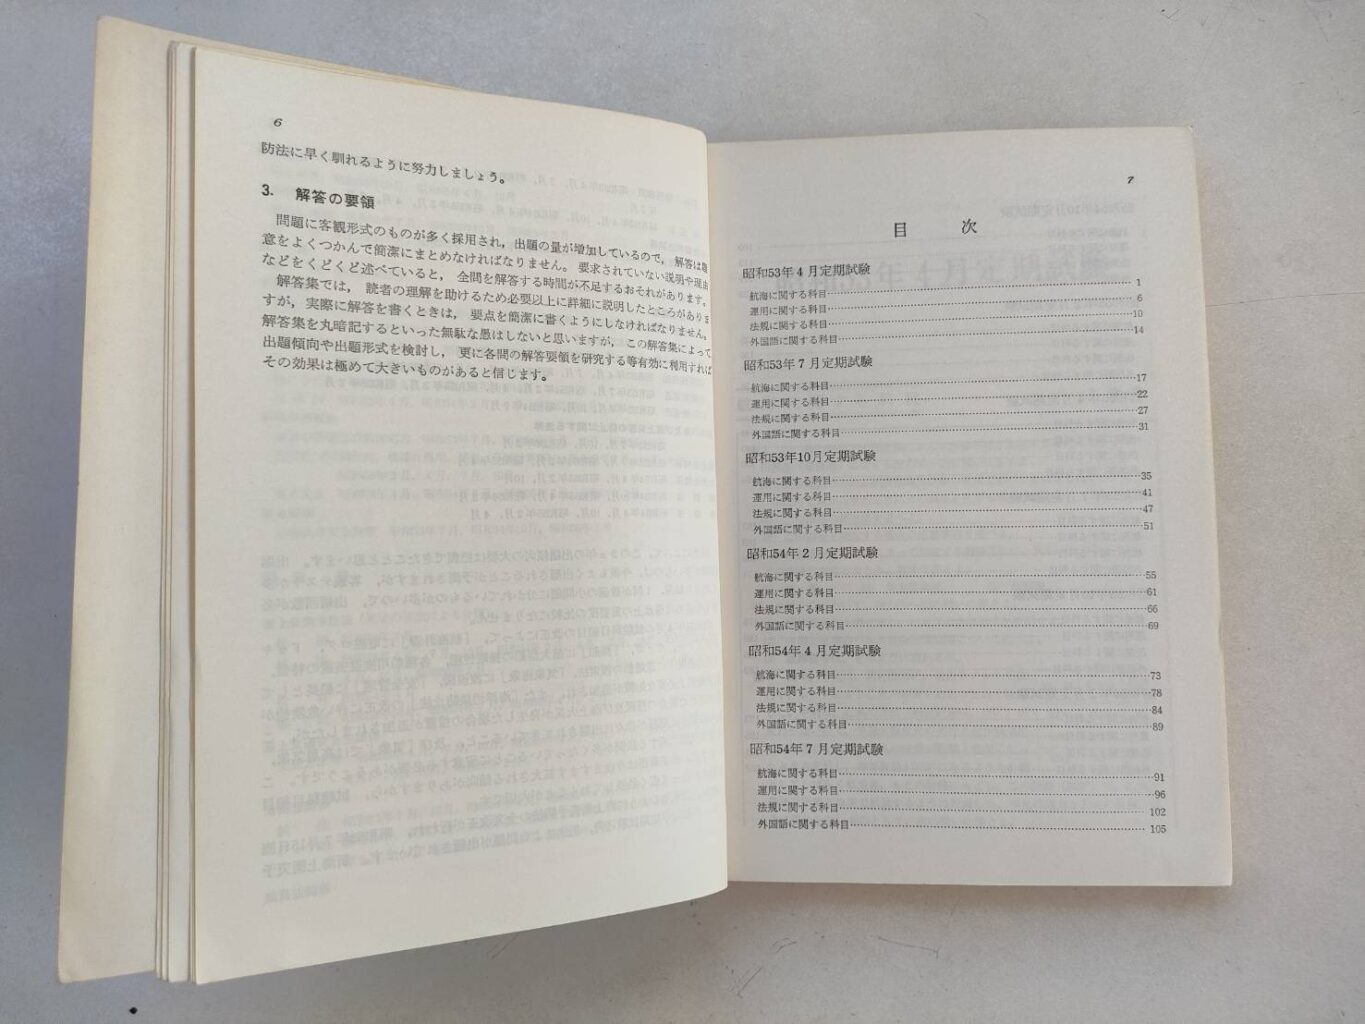 6
防法に早く馴れるように努力しましょう。
3. 解答の要領
問題に客観形式のものが多く採用され，出題の量が増加しているので，解答は題
意をよくつかんで簡潔にまとめなければなりません。要求されていない説明や理由
などをくどくど述べていると，全問を解答する時間が不足するおそれがあります。
解答集では，読者の理解を助けるため必要以上に詳細に説明したところがありま
すが，実際に解答を書くときは，要点を簡潔に書くようにしなければなりません。
解答集を丸暗記するといった無駄な愚はしないと思いますが，この解答集によって
出題傾向や出題形式を検討し，更に各問の解答要領を研究する等有効に利用すれば
その効果は極めて大きいものがあると信じます。
7
目 次
昭和53年4月定期試験
航海に関する科目 1
運用に関する科目 6
法規に関する科目 10
外国語に関する科目 14
昭和53年7月定期試験
航海に関する科目 17
運用に関する科目 22
法規に関する科目 27
外国語に関する科目 31
昭和53年10月定期試験
航海に関する科目 35
運用に関する科目 41
法規に関する科目 47
外国語に関する科目 51
昭和54年2月定期試験
航海に関する科目 55
運用に関する科目 61
法規に関する科目 66
外国語に関する科目 69
昭和54年4月定期試験
航海に関する科目 73
運用に関する科目 78
法規に関する科目 84
外国語に関する科目 89
昭和54年7月定期試験
航海に関する科目 91
運用に関する科目 96
法規に関する科目 102
外国語に関する科目 105